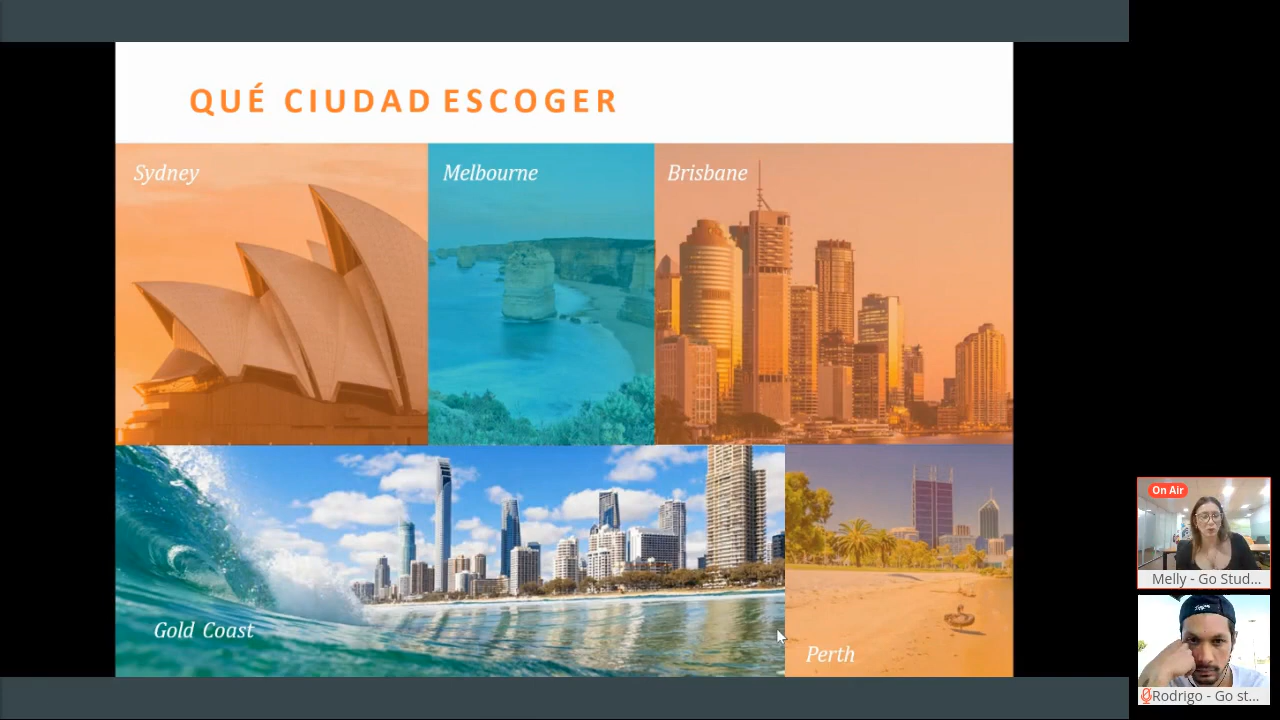 QUÉ CIUDAD ESCOGER
Sydney
Melbourne
Brisbane
Gold Coast
Perth
On Air
Melly - Go Stud...
Rodrigo - Go st...